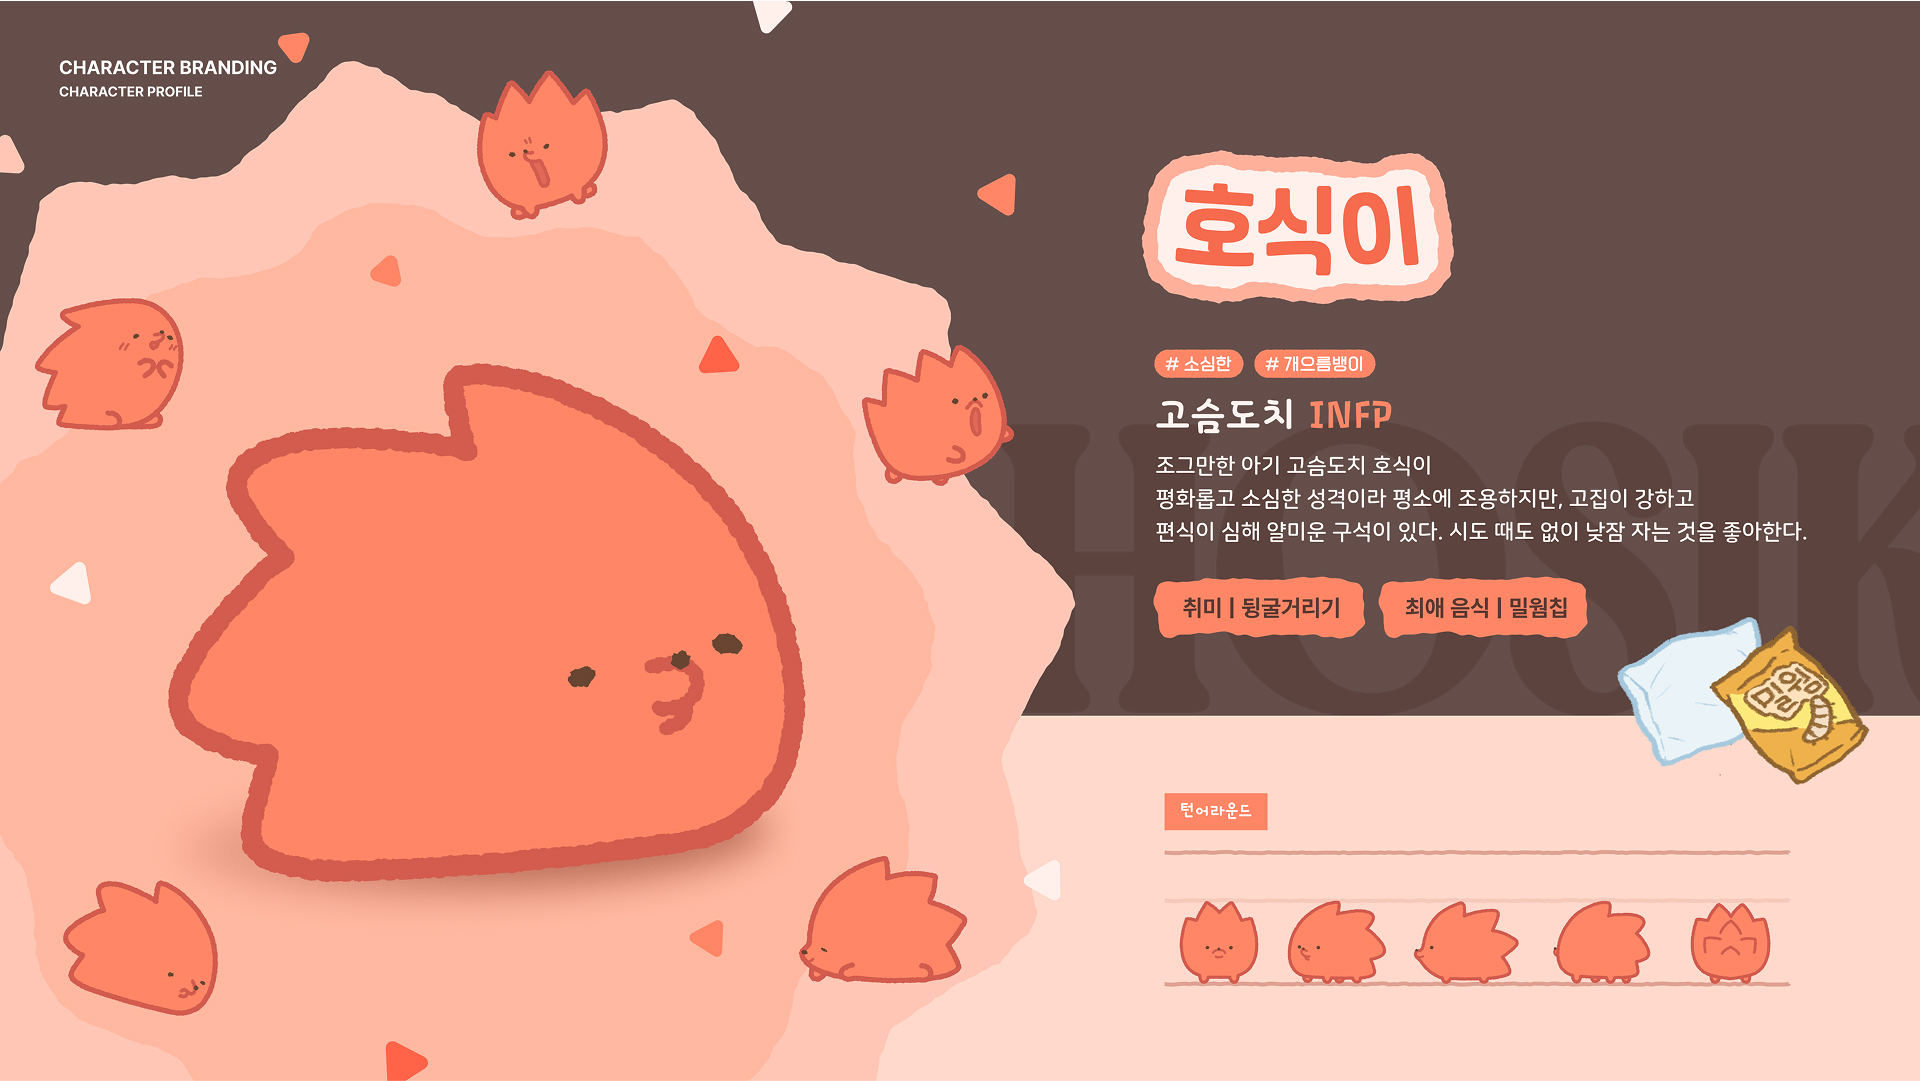 CHARACTER BRANDING
CHARACTER PROFILE
호식이
# 소심한 # 개으름뱅이
고슴도치 INFP
조그만한 아기 고슴도치 호식이
평화롭고 소심한 성격이라 평소에 조용하지만, 고집이 강하고
편식이 심해 얄미운 구석이 있다. 시도 때도 없이 낮잠 자는 것을 좋아한다.
취미 | 뒹굴거리기 최애 음식 | 밀웜칩
HOSIK
밀웜
턴어라운드